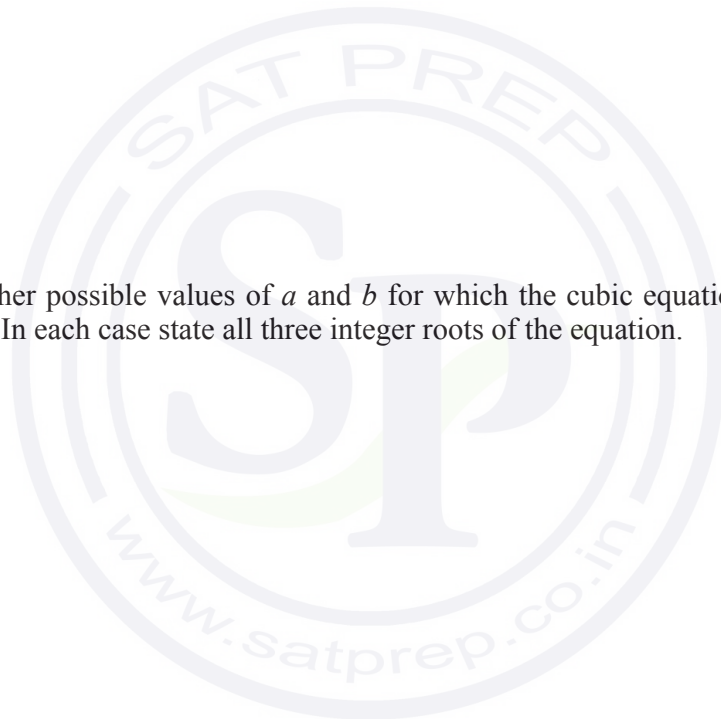 SAT PREP
her possible values of a and b for which the cubic equatio
In each case state all three integer roots of the equation.
SP
www.satprep.co.in